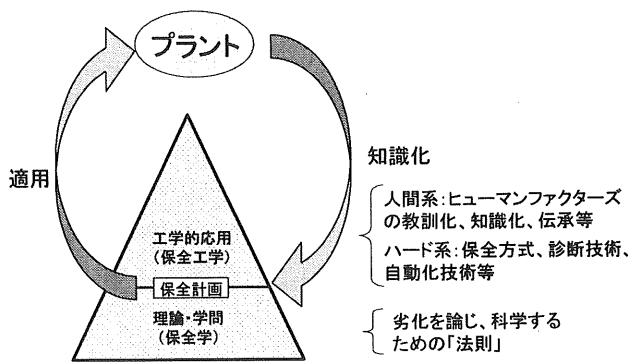 プラント
知識化
適用
人間系:ヒューマンファクターズ
の教訓化、知識化、伝承等
ハード系:保全方式、診断技術、
自動化技術等
工学的応用
(保全工学)
保全計画
理論・学問
(保全学)
劣化を論じ、科学する
ための「法則」